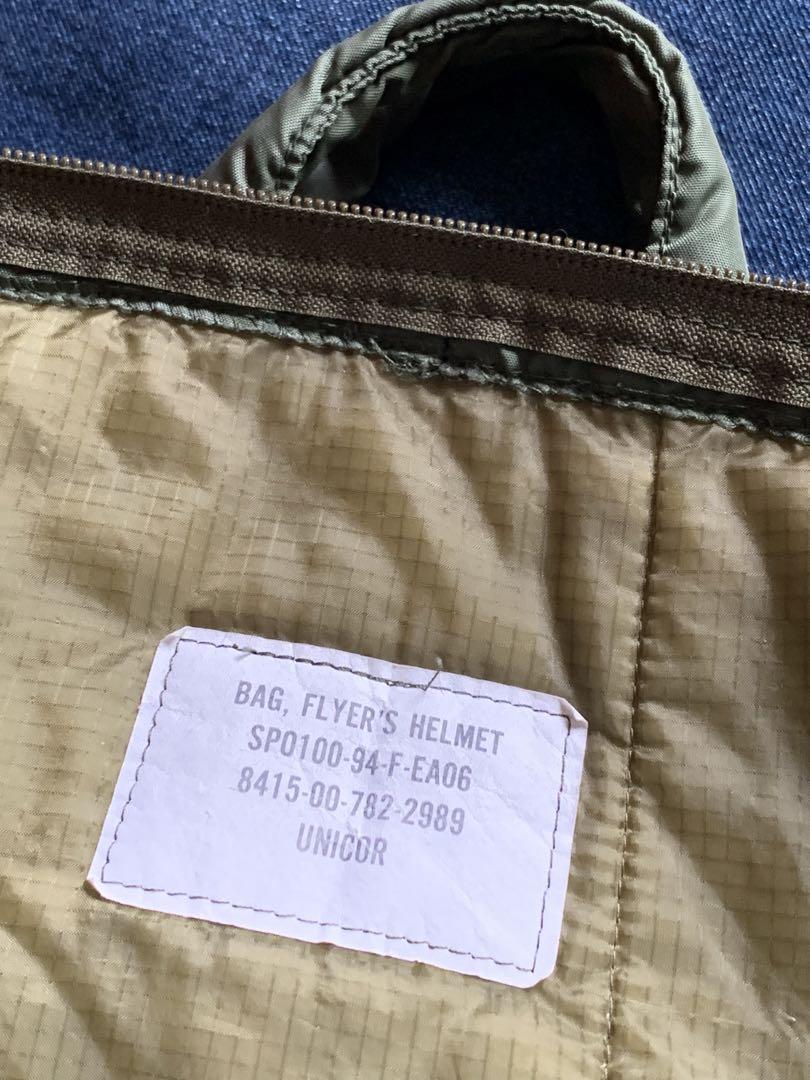 BAG, FLYER'S HELMET
SP0100-94-F-EA06
8415-00-782-2989
UNICOR